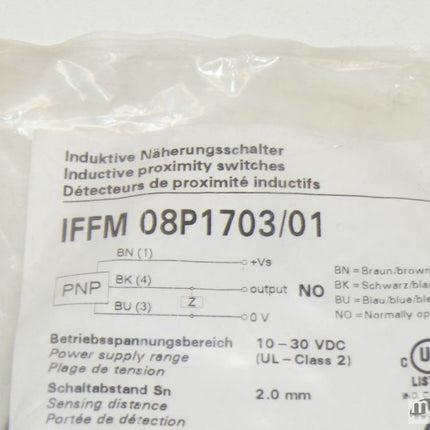 Induktive Näherungsschalter
Inductive proximity switches
Détecteurs de proximité inductifs
IFFM 08P1703/01
BN (1)
+Vs
PNP
BK (4)
Z
output
NO
BU (3)
0 V
BN = Braun/brown
BK = Schwarz/bla
BU = Blau/blue/ble
NO = Normally op
Betriebsspannungsbereich 10 – 30 VDC
Power supply range (UL – Class 2)
Plage de tension
Schaltabstand Sn 2.0 mm
Sensing distance
Portée de détection
C U
LIST
IND. C
m